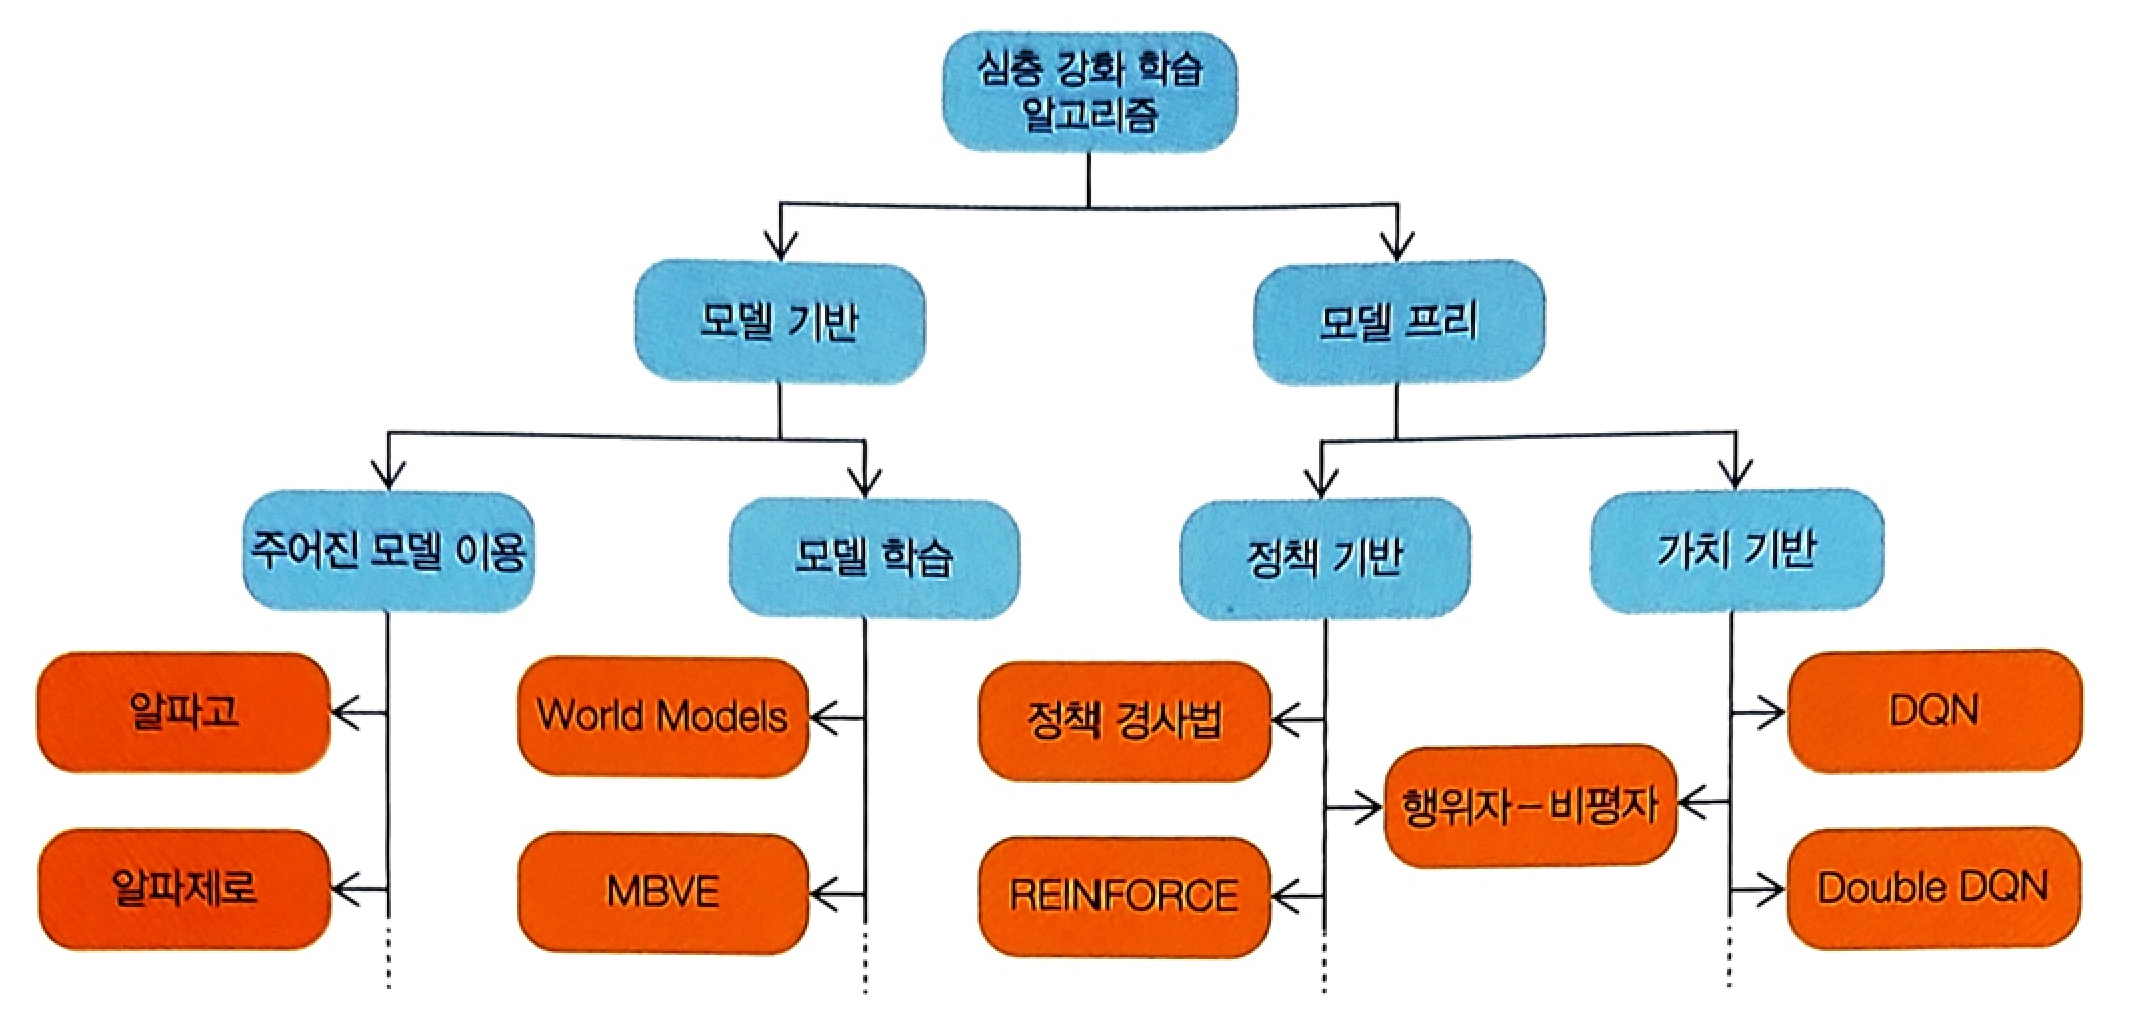 심층 강화 학습
알고리즘
모델 기반
모델 프리
주어진 모델 이용
모델 학습
정책 기반
가치 기반
알파고
World Models
정책 경사법
DQN
행위자-비평자
알파제로
MBVE
REINFORCE
Double DQN